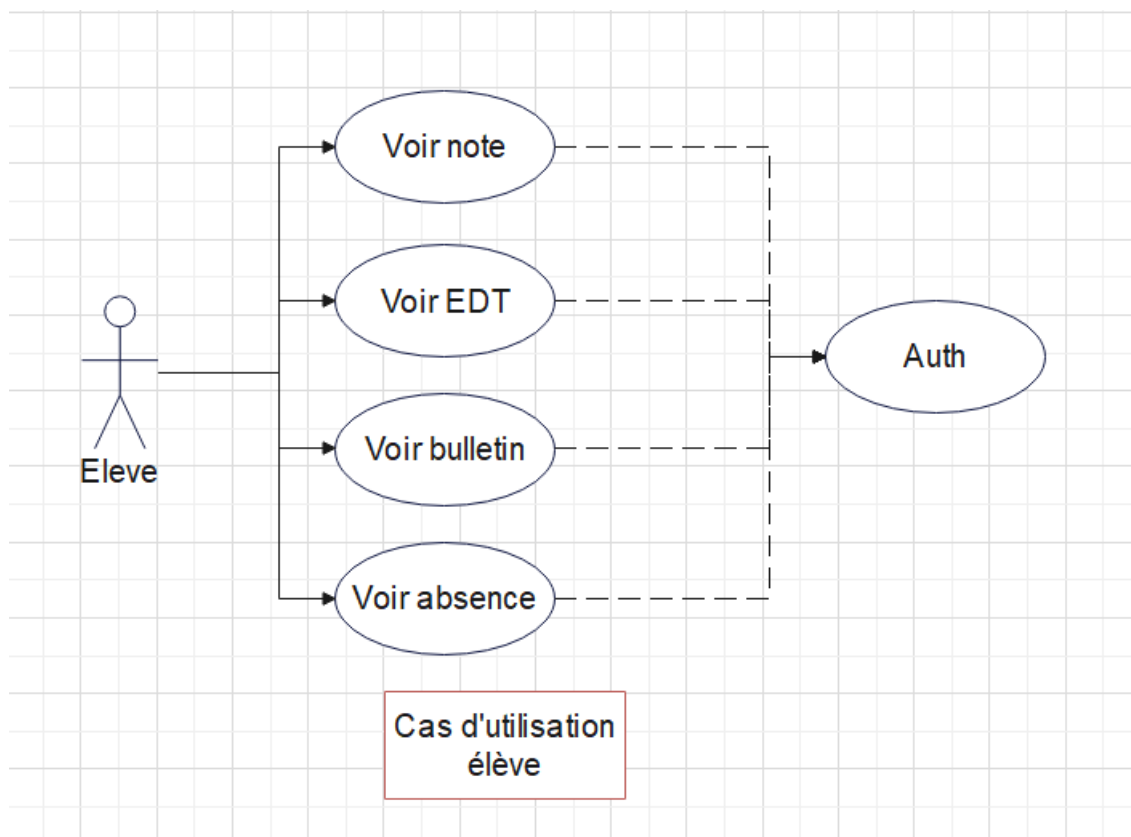 Voir note
Voir EDT
Auth
Voir bulletin
Eleve
Voir absence
Cas d'utilisation
élève